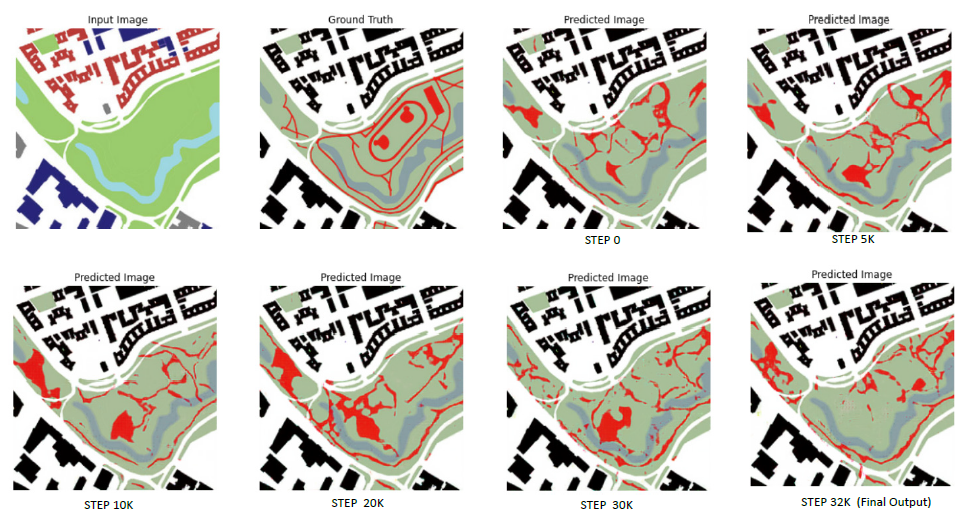 Input Image
Ground Truth
Predicted Image
Predicted Image
STEP 0
STEP 5K
Predicted Image
Predicted Image
Predicted Image
Predicted Image
STEP 10K
STEP 20K
STEP 30K
STEP 32K (Final Output)